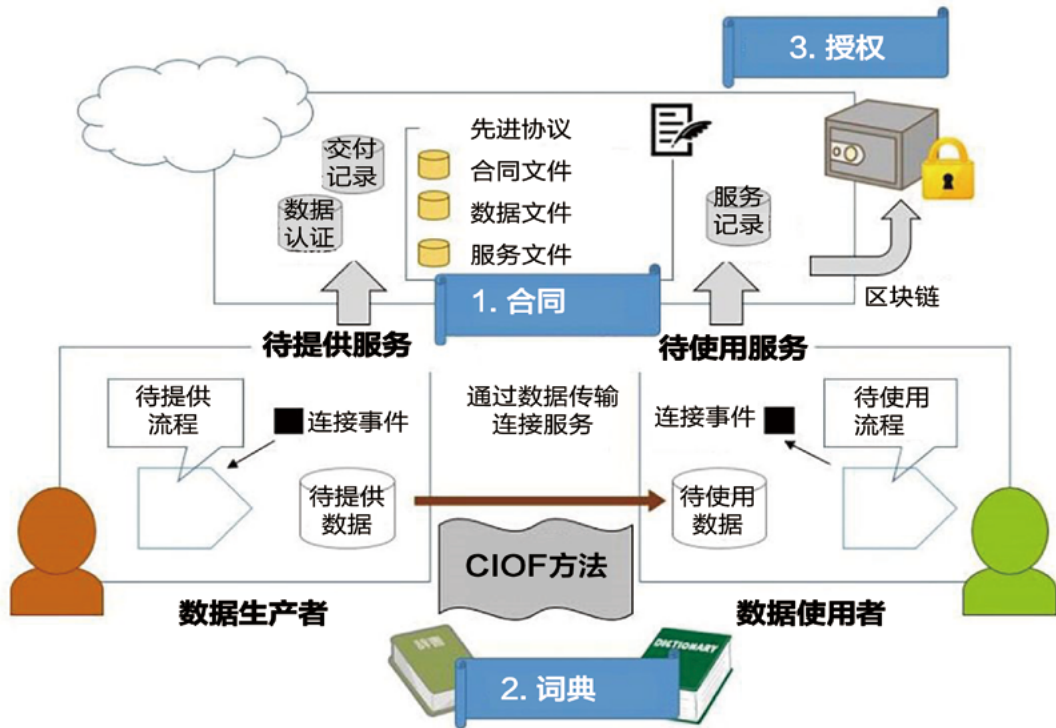 3. 授权
先进协议
交付
记录
合同文件
数据
认证
数据文件
服务
记录
服务文件
1. 合同
区块链
待提供服务
待使用服务
待提供
流程
连接事件
通过数据传输
连接服务
连接事件
待使用
流程
待提供
数据
待使用
数据
CIOF方法
数据生产者
数据使用者
DICTIONARY
2. 词典